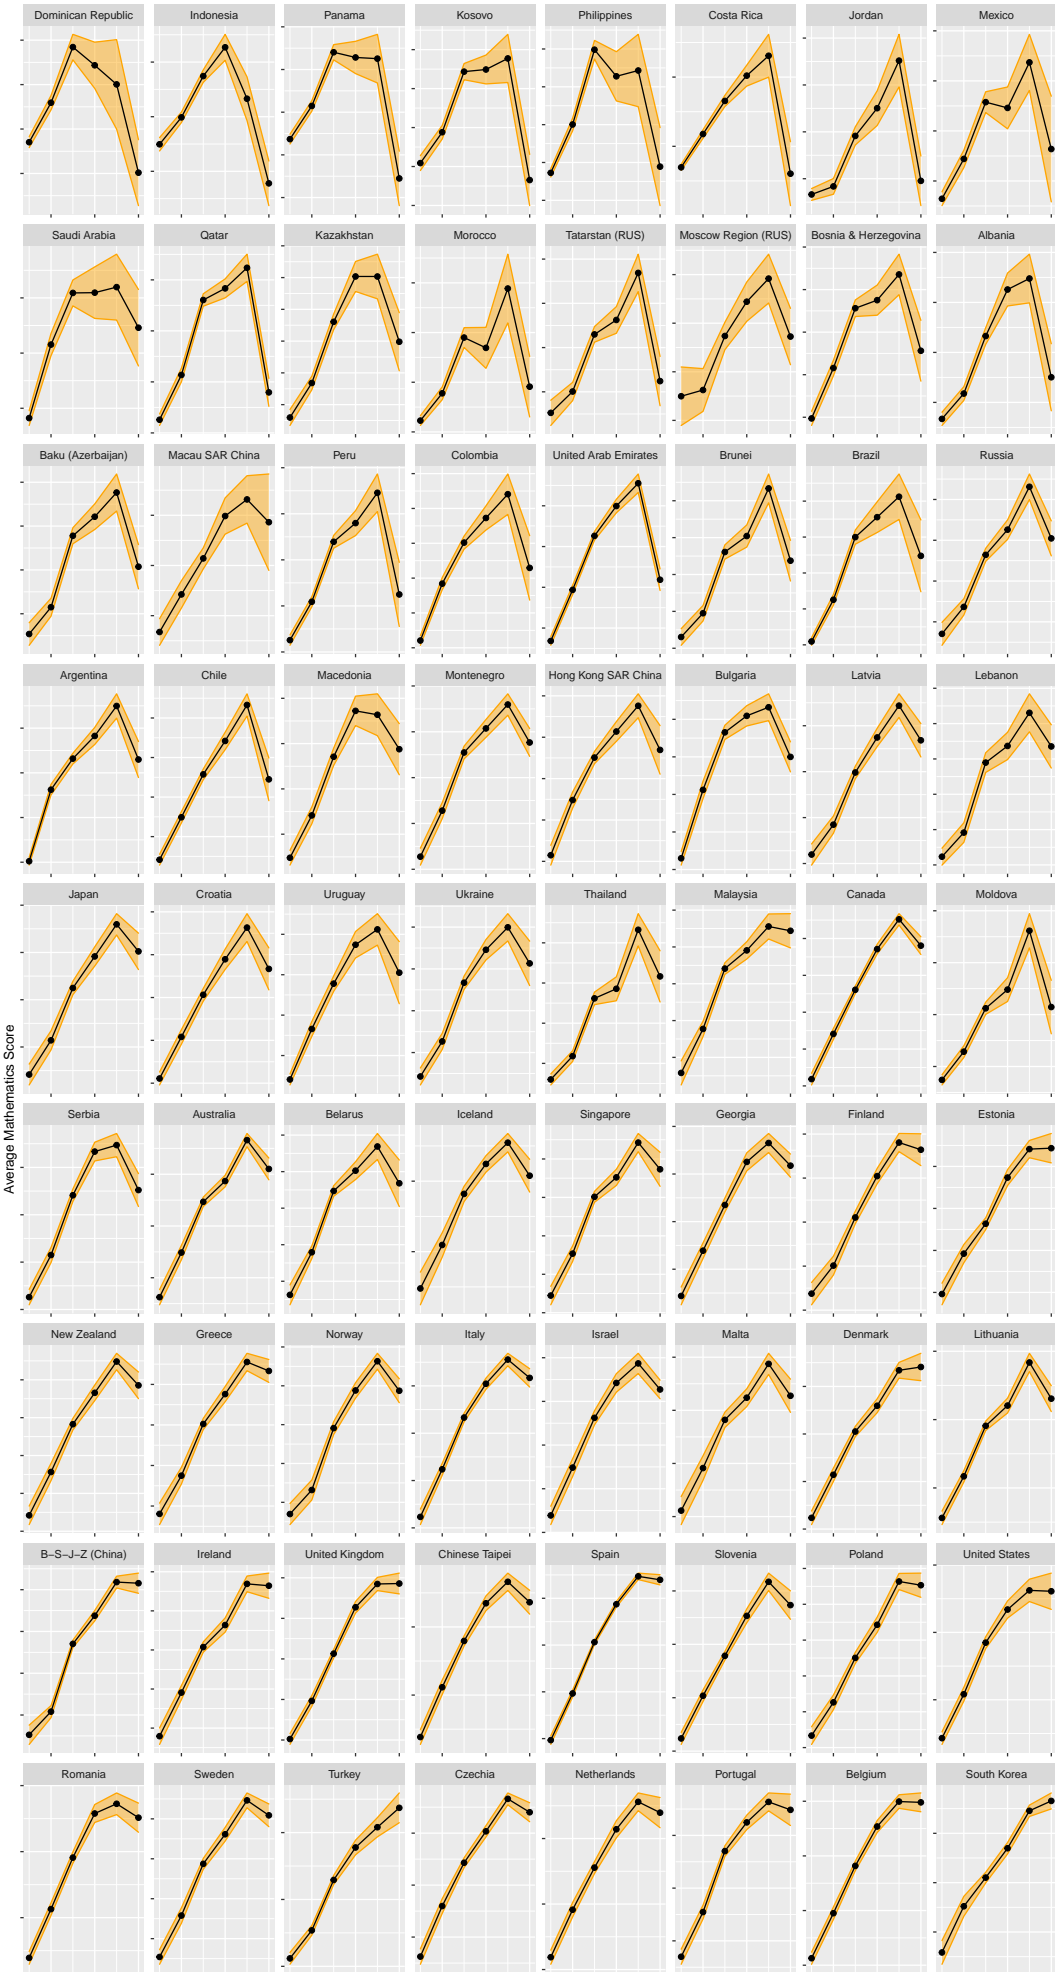 Dominican Republic Indonesia Panama Kosovo Philippines Costa Rica Jordan Mexico
Saudi Arabia Qatar Kazakhstan Morocco Tatarstan (RUS) Moscow Region (RUS) Bosnia & Herzegovina Albania
Baku (Azerbaijan) Macau SAR China Peru Colombia United Arab Emirates Brunei Brazil Russia
Argentina Chile Macedonia Montenegro Hong Kong SAR China Bulgaria Latvia Lebanon
Japan Croatia Uruguay Ukraine Thailand Malaysia Canada Moldova
Average Mathematics Score
Serbia Australia Belarus Iceland Singapore Georgia Finland Estonia
New Zealand Greece Norway Italy Israel Malta Denmark Lithuania
B−S−J−Z (China) Ireland United Kingdom Chinese Taipei Spain Slovenia Poland United States
Romania Sweden Turkey Czechia Netherlands Portugal Belgium South Korea